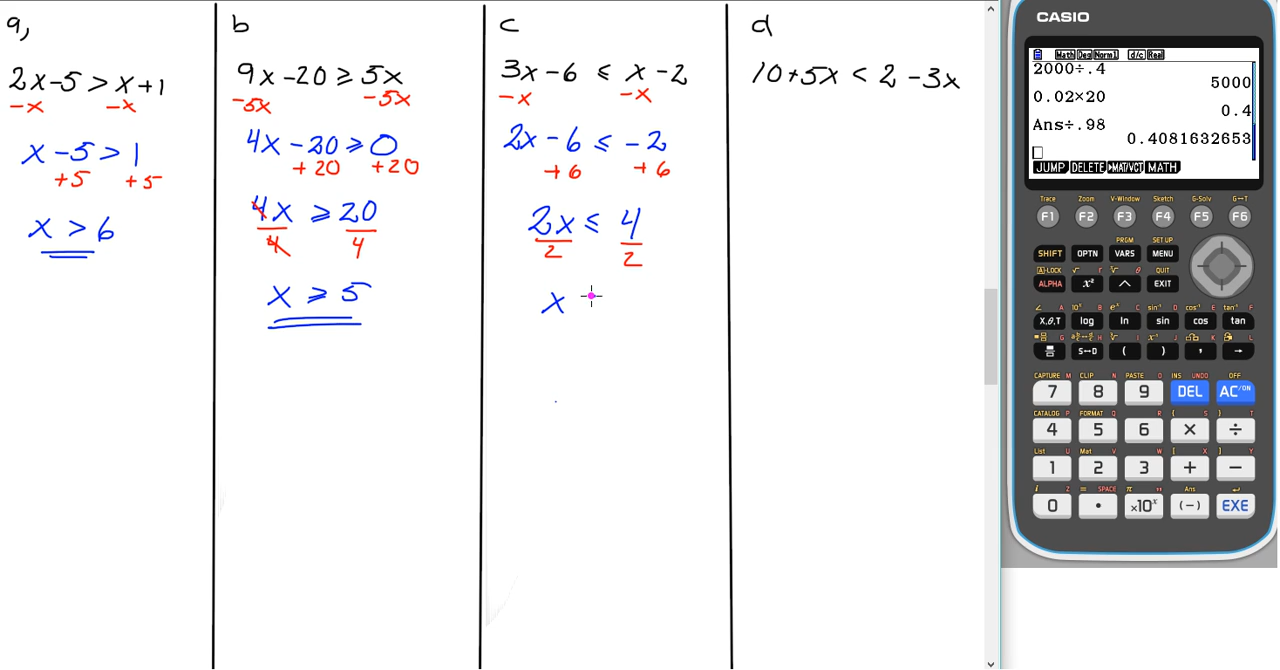 a,
2x-5 > x+1
-x -x
x-5 > 1
+5 +5
x > 6
b
9x-20 ≥ 5x
-5x -5x
4x-20 ≥ 0
+20 +20
4x ≥ 20
4 4
x ≥ 5
c
3x-6 ≤ x-2
-x -x
2x-6 ≤ -2
+6 +6
2x ≤ 4
2 2
x
d
10+5x < 2-3x
CASIO
Math Deg Norm1 d/c Real
2000÷.4
5000
0.02×20
0.4
Ans÷.98
0.4081632653
JUMP DELETE ▶MAT/VCT MATH
Trace Zoom V-Window Sketch G-Solv G↔T
F1 F2 F3 F4 F5 F6
PRGM SET UP
SHIFT OPTN VARS MENU
A-LOCK QUIT
ALPHA x² ^ EXIT
X,θ,T log ln sin cos tan
S↔D ( ) , →
CAPTURE M CLIP N PASTE O INS UNDO OFF
7 8 9 DEL AC/ON
CATALOG P FORMAT Q R { S } T
4 5 6 × ÷
List U Mat V W [ X ] Y
1 2 3 + −
i Z = SPACE π " Ans
0 • ×10ˣ (−) EXE